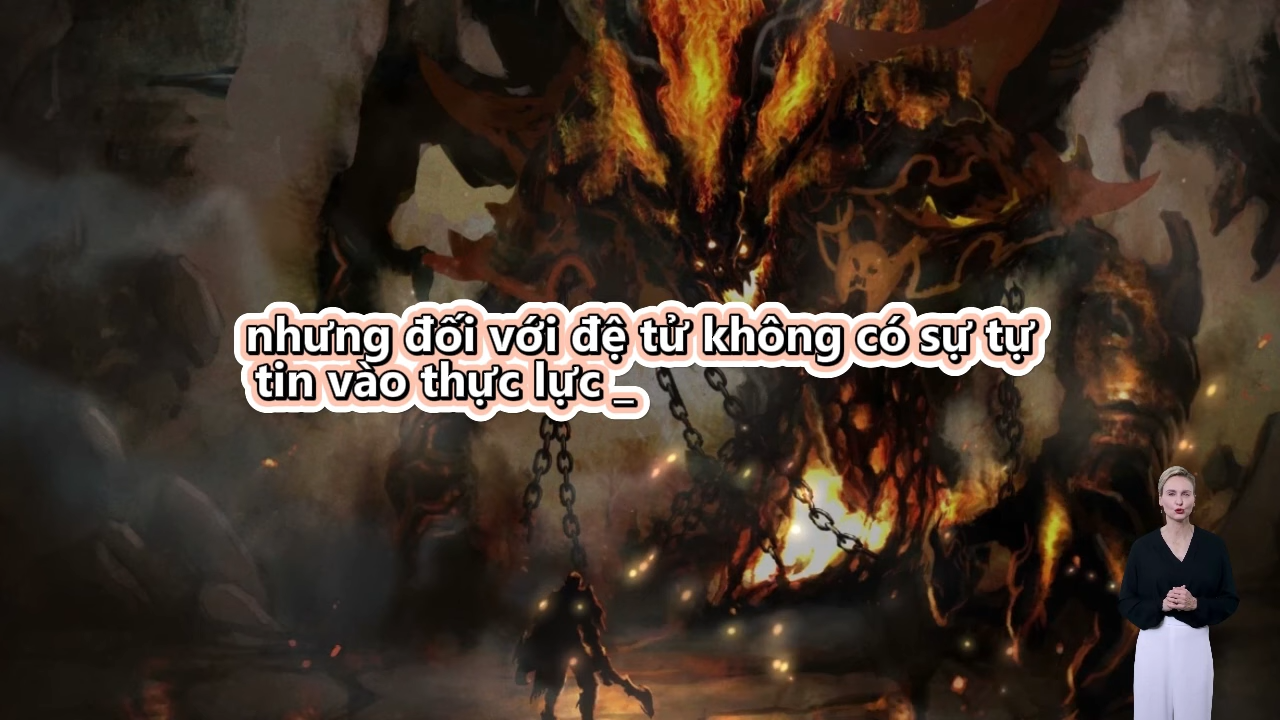 nhưng đối với đệ tử không có sự tự
tin vào thực lực _